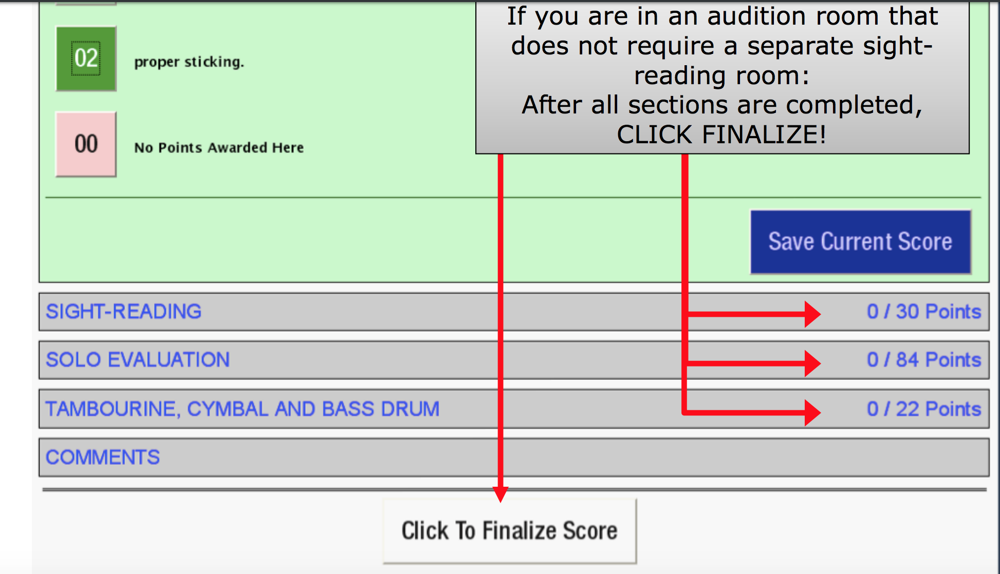 If you are in an audition room that
does not require a separate sight-
reading room:
After all sections are completed,
CLICK FINALIZE!
02
proper sticking.
00
No Points Awarded Here
Save Current Score
SIGHT-READING 0 / 30 Points
SOLO EVALUATION 0 / 84 Points
TAMBOURINE, CYMBAL AND BASS DRUM 0 / 22 Points
COMMENTS
Click To Finalize Score